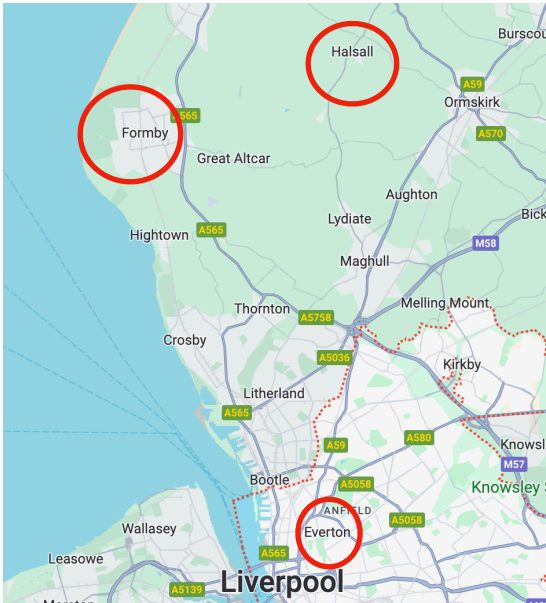 Burscou
Halsall
A59
Ormskirk
A565
Formby
A570
Great Altcar
Aughton
Lydiate
Bick
Hightown
A565
M58
Maghull
Melling Mount
Thornton
A5758
Crosby
A5036
Kirkby
Litherland
A565
A59
A580
Knowsl
M57
Bootle
A5058
Knowsley S
ANFIELD
A5058
Wallasey
Everton
A565
Leasowe
Liverpool
A5139
Moreton